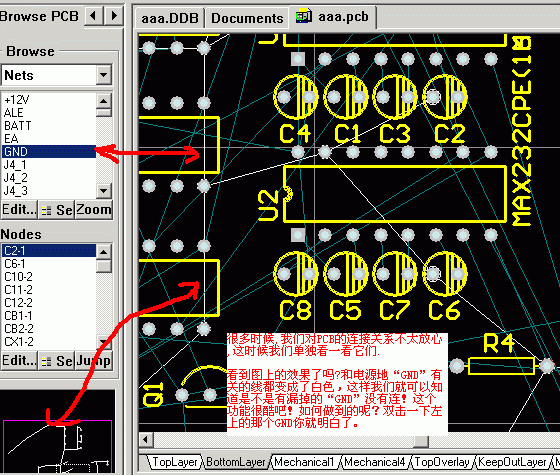 Browse PCB
aaa.DDB
Documents
aaa.pcb
Browse
Nets
+12V
ALE
BATT
EA
GND
J4_1
J4_2
J4_3
Edit...
Se
Zoom
Nodes
C2-1
C6-1
C10-2
C11-2
C12-2
CB1-1
CB2-2
CX1-2
Edit...
Se
Jump
C4
C1
C3
C2
U2
C8
C5
C7
C6
R4
Q1
很多时候,我们对PCB的连接关系不太放心
,这时候我们单独看一看它们.
看到图上的效果了吗?和电源地“GND”有
关的线都变成了白色，这样我们就可以知
道是不是有漏掉的“GND”没有连！这个
功能很酷吧！如何做到的呢？双击一下左
上的那个GND你就明白了。
TopLayer
BottomLayer
Mechanical1
Mechanical4
TopOverlay
KeepOutLayer